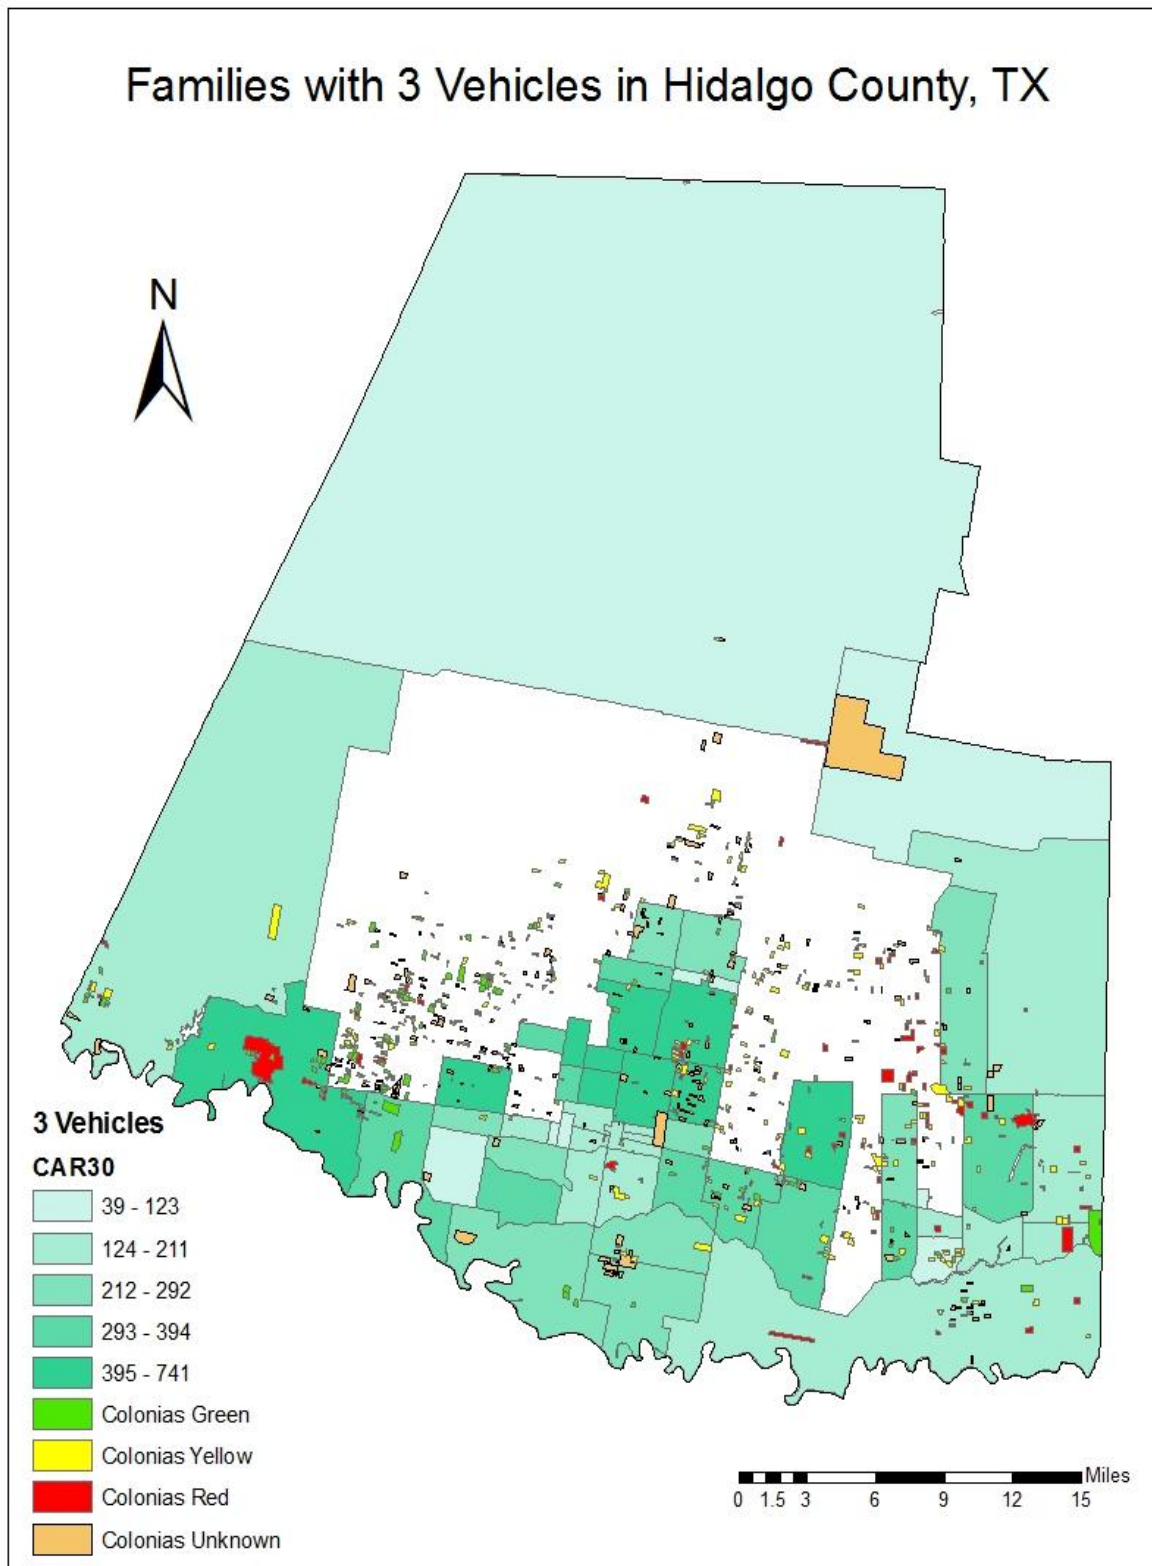 Families with 3 Vehicles in Hidalgo County, TX
N
3 Vehicles
CAR30
39 - 123
124 - 211
212 - 292
293 - 394
395 - 741
Colonias Green
Colonias Yellow
Colonias Red
Colonias Unknown
Miles
0 1.5 3 6 9 12 15